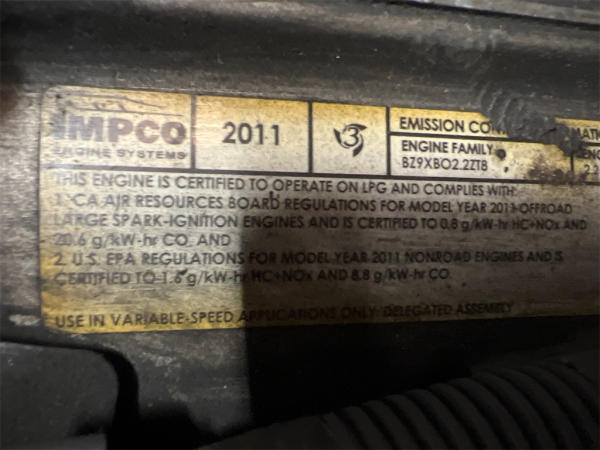 IMPCO
ENGINE SYSTEMS
2011
3
EMISSION
ENGINE FAMILY
BZ9XBO2.2ZT8
THIS ENGINE IS CERTIFIED TO OPERATE ON LPG AND COMPLIES WITH:
1. CA AIR RESOURCES BOARD REGULATIONS FOR MODEL YEAR 2011 OFFROAD
LARGE SPARK-IGNITION ENGINES AND IS CERTIFIED TO 0.8 g/kW-hr HC+NOx AND
20.6 g/kW-hr CO, AND
2. U.S. EPA REGULATIONS FOR MODEL YEAR 2011 NONROAD ENGINES AND IS
CERTIFIED TO 1.6 g/kW-hr HC+NOx AND 8.8 g/kW-hr CO.
USE IN VARIABLE-SPEED APPLICATIONS ONLY: DELEGATED ASSEMBLY